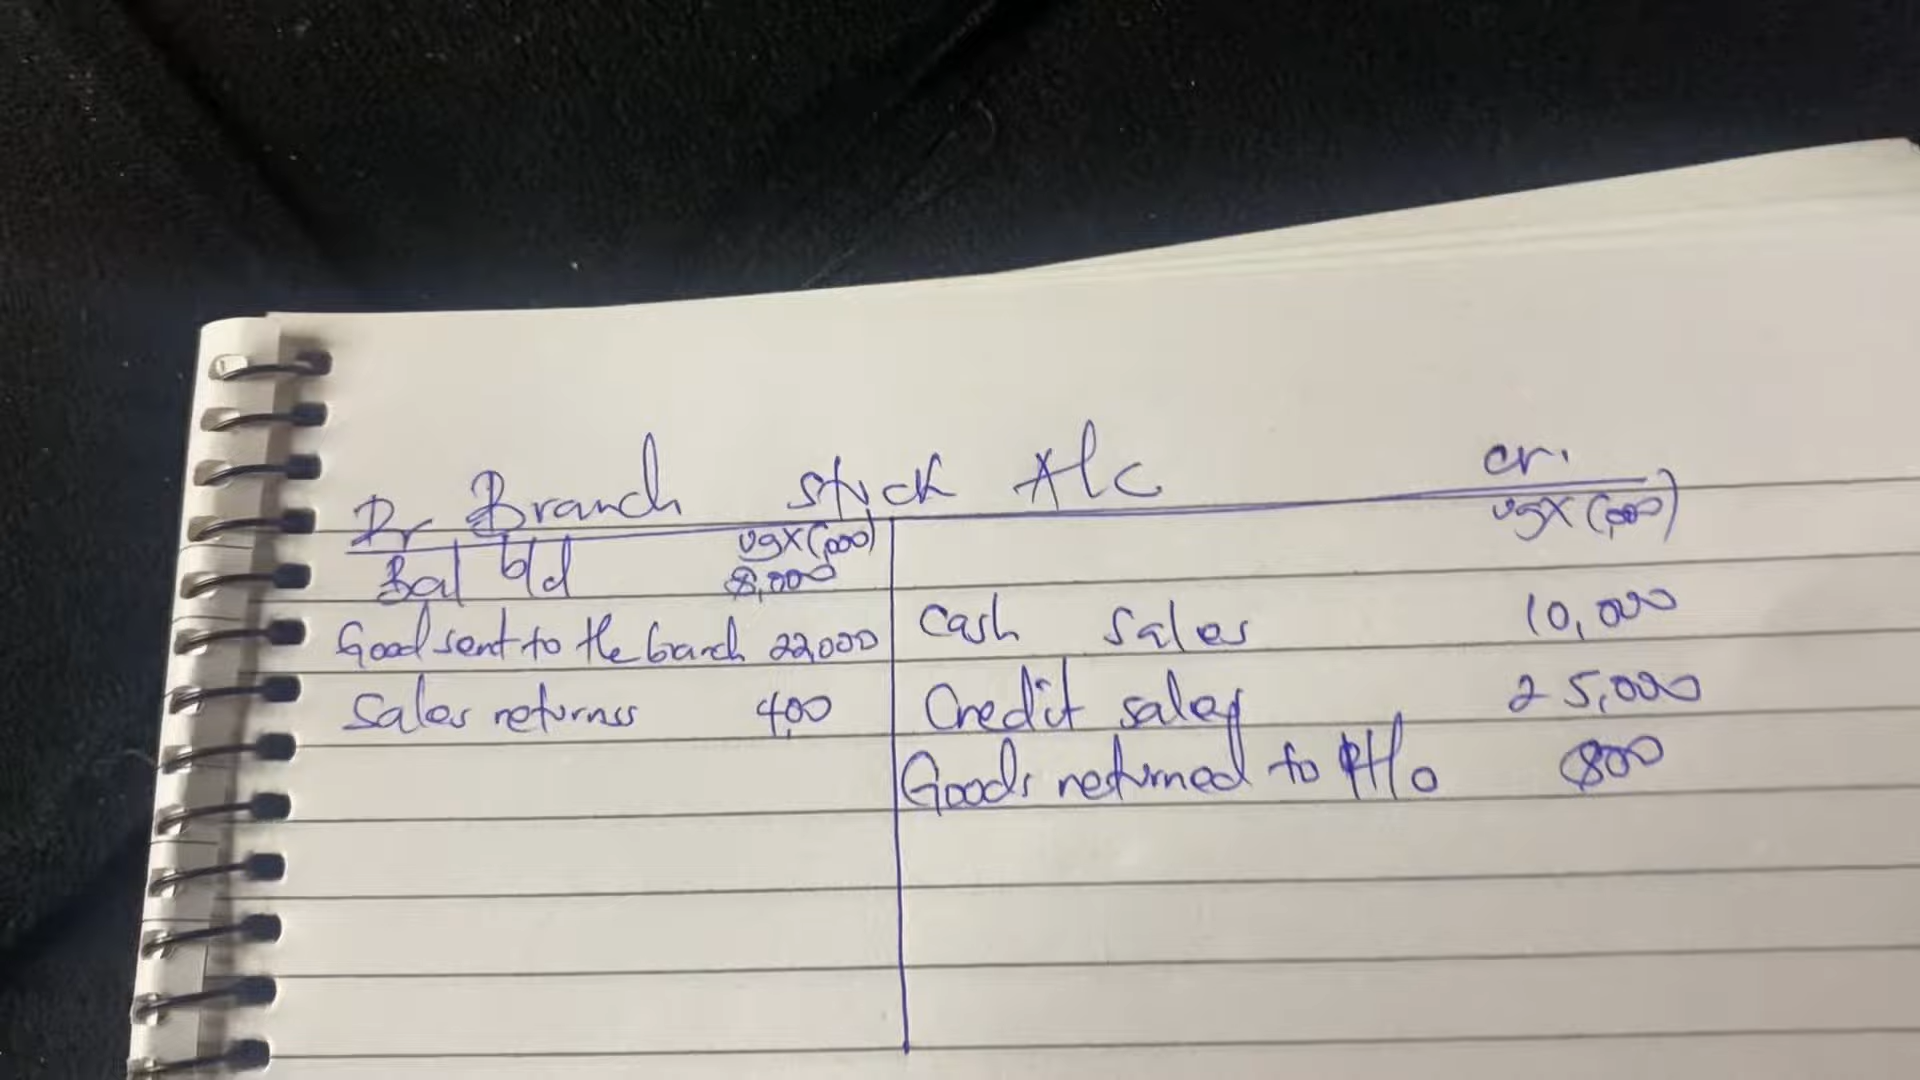 Dr Branch stock A/c cr.
ugx(,000) ugx(,000)
Bal b/d 8,000
Good sent to the barch 22,000 Cash Sales 10,000
Sales returnss 400 Credit sales 25,000
Goods returned to H/o 800